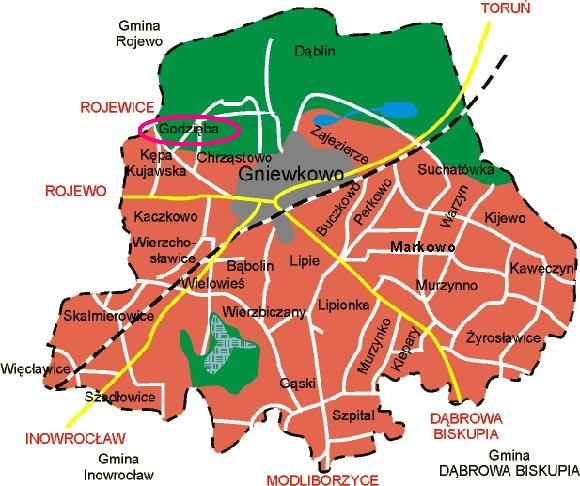 TORUŃ
Gmina
Rojewo
Dąblin
ROJEWICE
Godzięba
Zajezierze
Kępa
Kujawska
Chrząstowo
Gniewkowo
Suchatówka
ROJEWO
Buczkowo
Perkowo
Warzyn
Kaczkowo
Kijewo
Wierzcho-
sławice
Markowo
Bąbolin
Lipie
Kawęczyn
Wielowieś
Murzynno
Skalmierowice
Wierzbiczany
Lipionka
Żyrosławice
Murzynko
Klepary
Więcławice
Gąski
Szadłowice
Szpital
DĄBROWA
BISKUPIA
INOWROCŁAW
Gmina
Inowrocław
Gmina
DĄBROWA BISKUPIA
MODLIBORZYCE